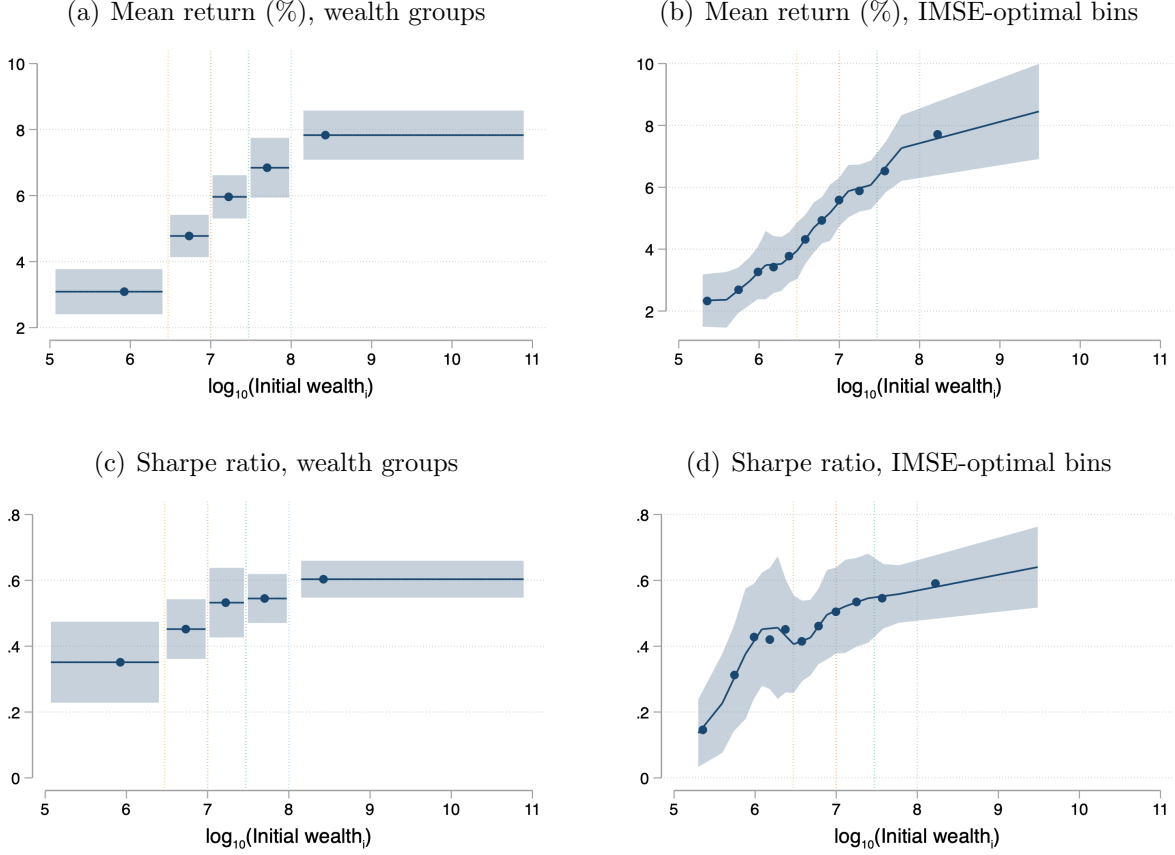 (a) Mean return (%), wealth groups
10
8
6
4
2
5 6 7 8 9 10 11
log₁₀(Initial wealthᵢ)
(b) Mean return (%), IMSE-optimal bins
10
8
6
4
2
5 6 7 8 9 10 11
log₁₀(Initial wealthᵢ)
(c) Sharpe ratio, wealth groups
.8
.6
.4
.2
0
5 6 7 8 9 10 11
log₁₀(Initial wealthᵢ)
(d) Sharpe ratio, IMSE-optimal bins
.8
.6
.4
.2
0
5 6 7 8 9 10 11
log₁₀(Initial wealthᵢ)